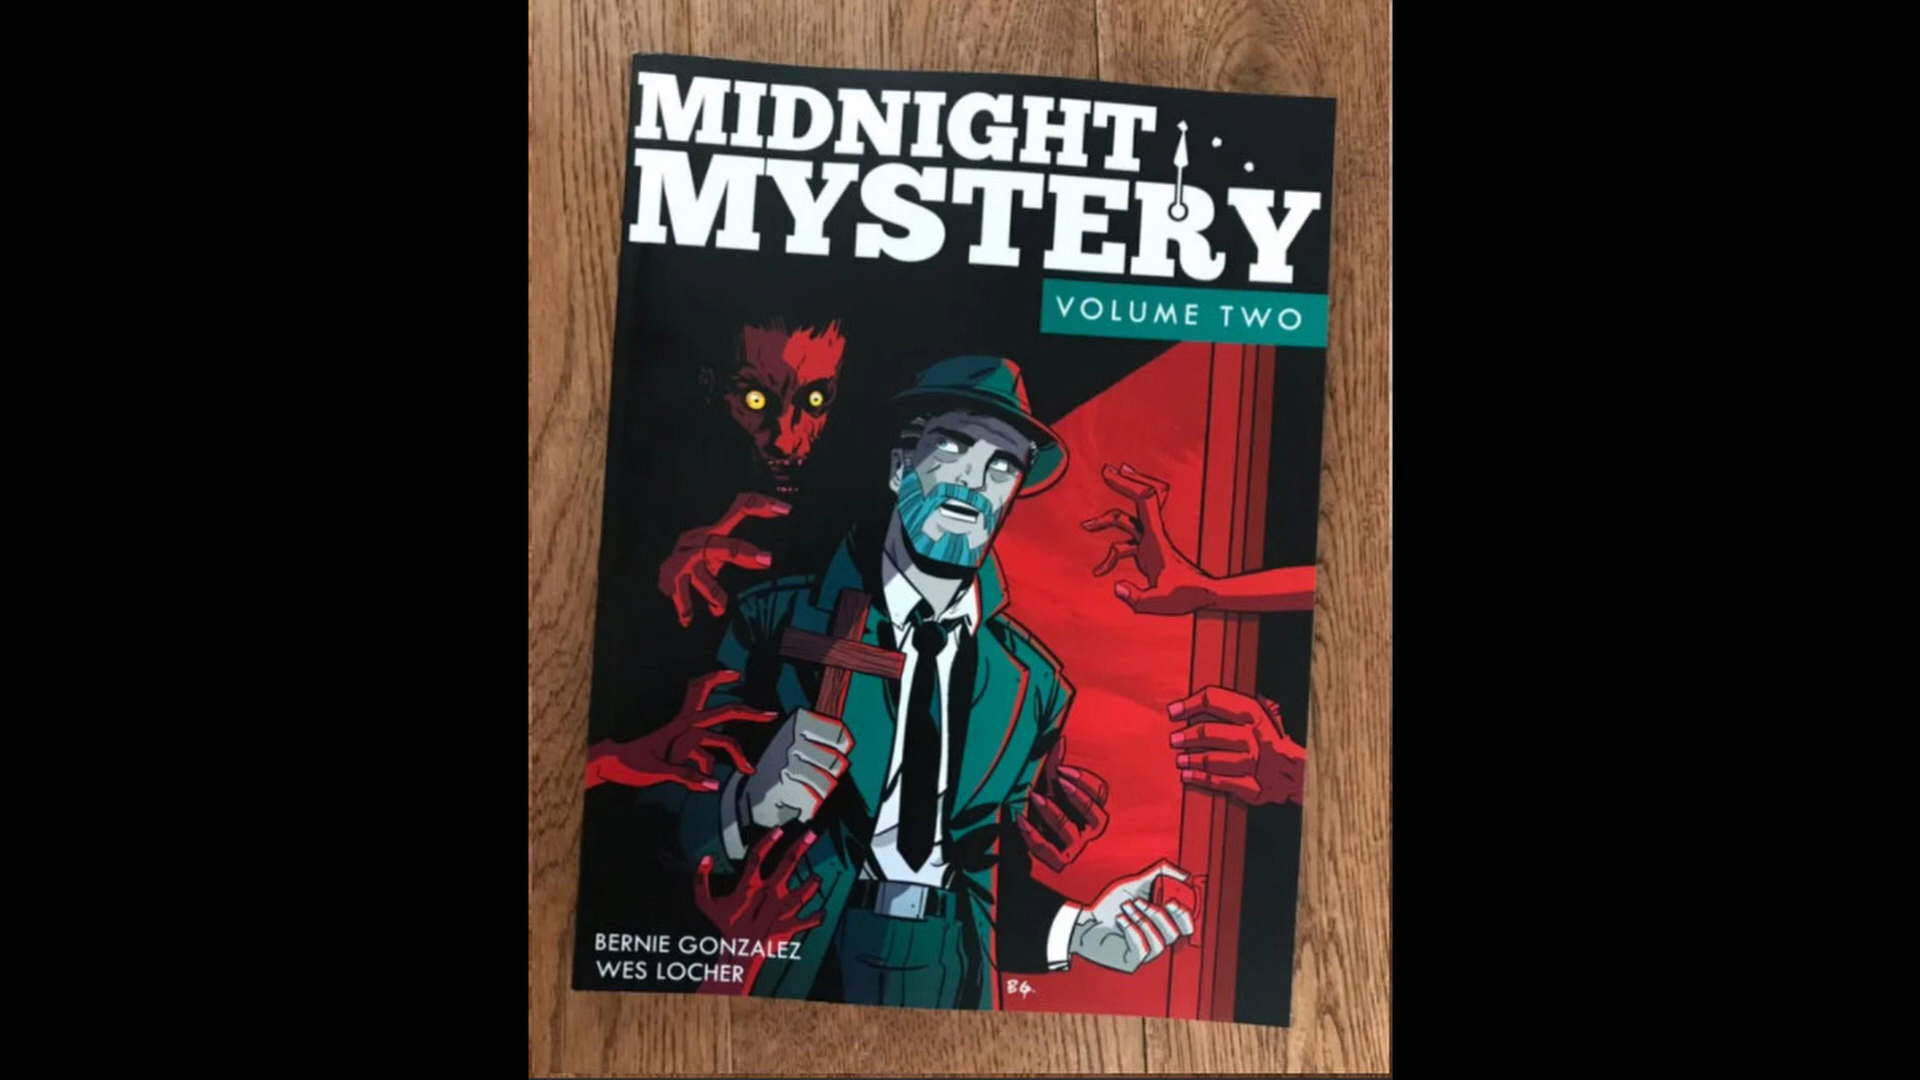 MIDNIGHT
MYSTERY
VOLUME TWO
BERNIE GONZALEZ
WES LOCHER
BG.